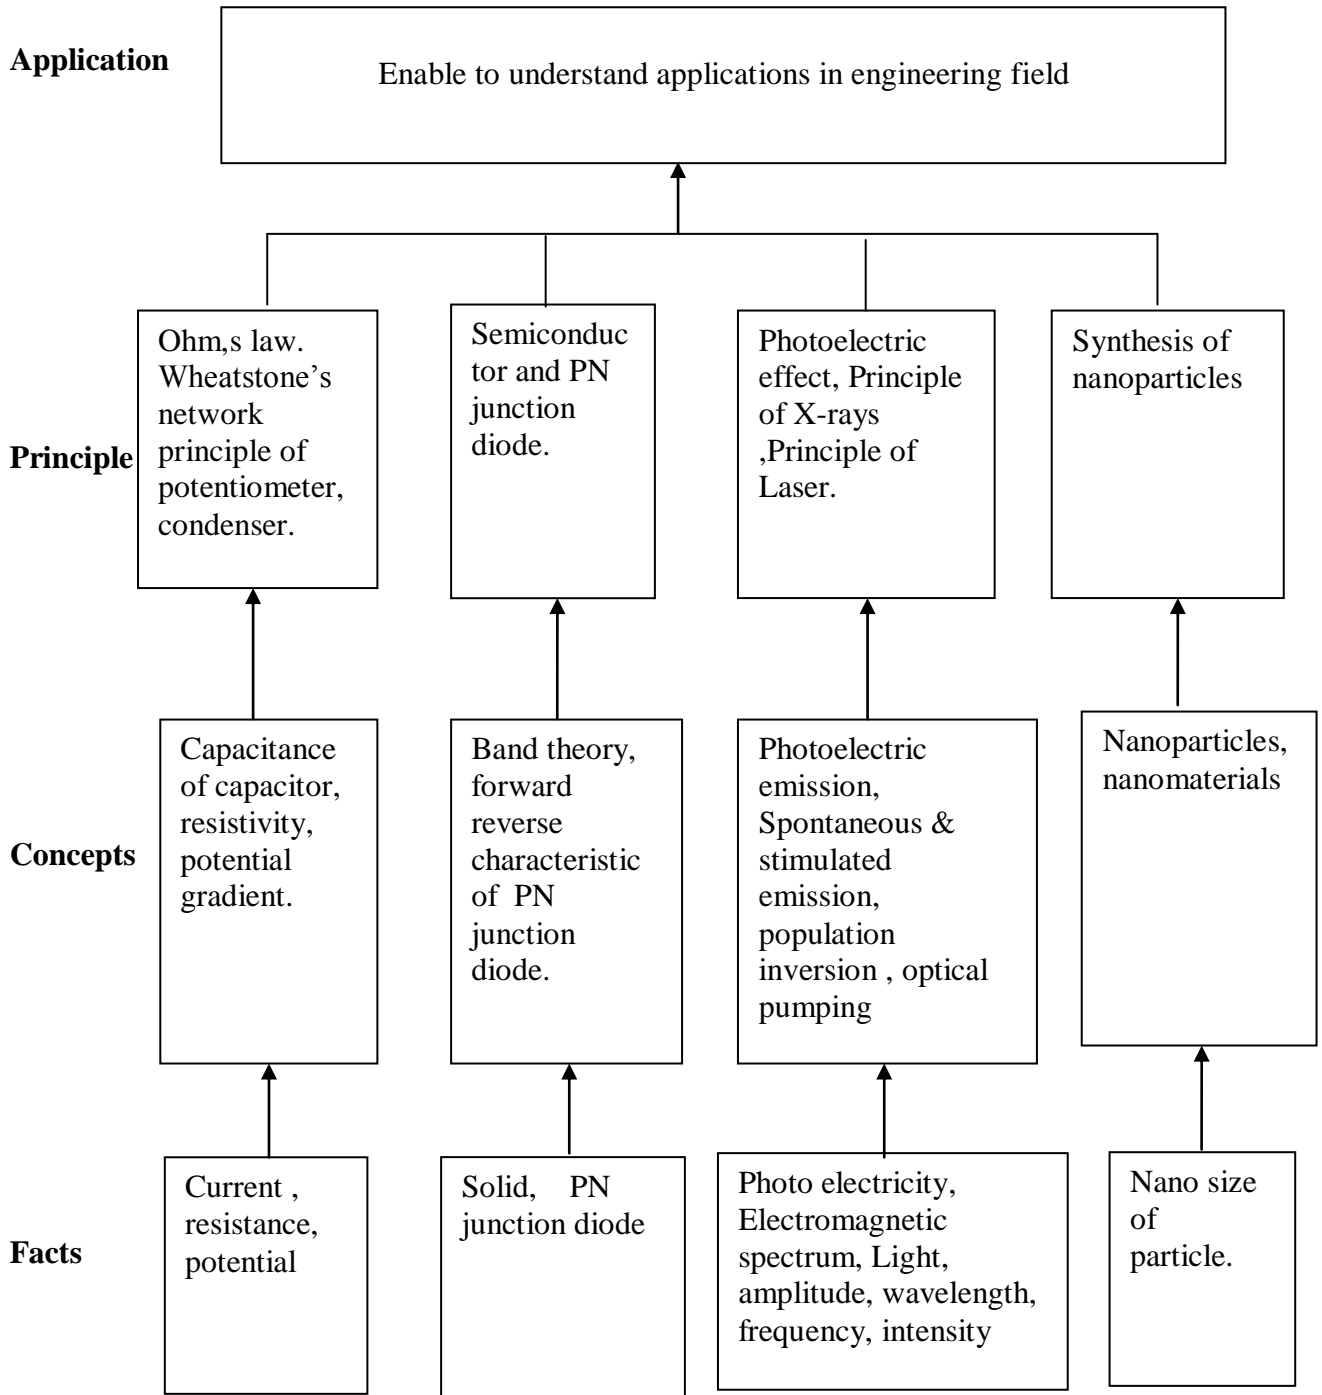 Application
Enable to understand applications in engineering field
Principle
Ohm,s law.
Wheatstone’s
network
principle of
potentiometer,
condenser.
Semiconduc
tor and PN
junction
diode.
Photoelectric
effect, Principle
of X-rays
,Principle of
Laser.
Synthesis of
nanoparticles
Concepts
Capacitance
of capacitor,
resistivity,
potential
gradient.
Band theory,
forward
reverse
characteristic
of PN
junction
diode.
Photoelectric
emission,
Spontaneous &
stimulated
emission,
population
inversion , optical
pumping
Nanoparticles,
nanomaterials
Facts
Current ,
resistance,
potential
Solid, PN
junction diode
Photo electricity,
Electromagnetic
spectrum, Light,
amplitude, wavelength,
frequency, intensity
Nano size
of
particle.